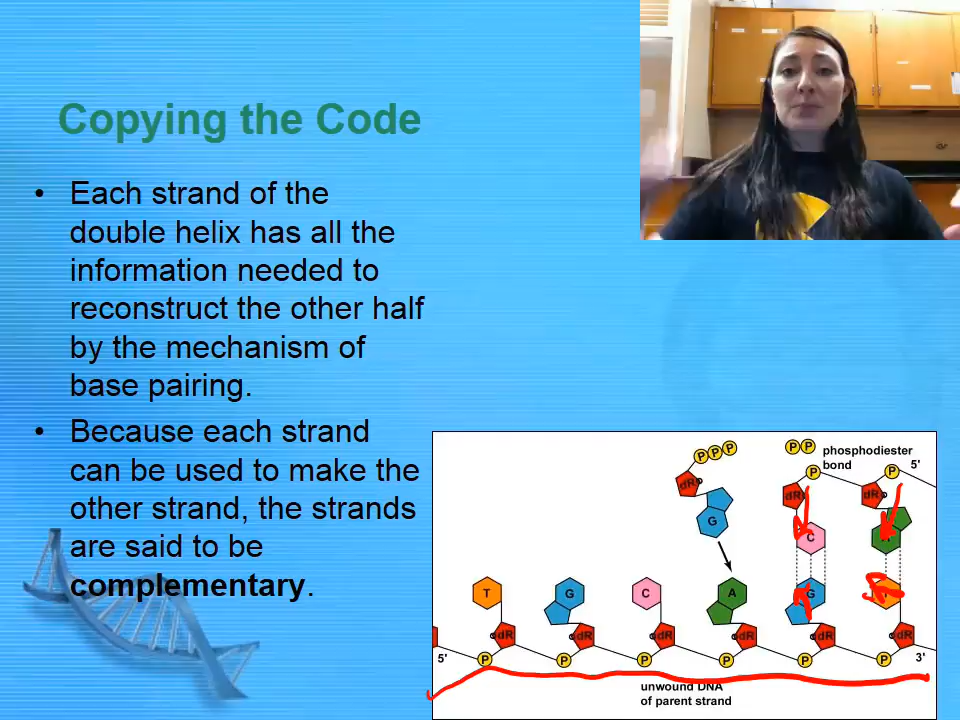 Copying the Code
• Each strand of the
double helix has all the
information needed to
reconstruct the other half
by the mechanism of
base pairing.
• Because each strand
can be used to make the
other strand, the strands
are said to be
complementary.
P P P
P P
phosphodiester
bond
P
P
5'
dR
dR
dR
G
C
A
T
G
C
A
G
dR
dR
dR
dR
dR
dR
5'
P
P
P
P
P
P
3'
unwound DNA
of parent strand